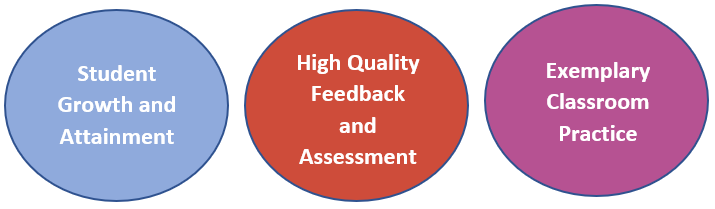 Student
Growth and
Attainment
High Quality
Feedback
and
Assessment
Exemplary
Classroom
Practice